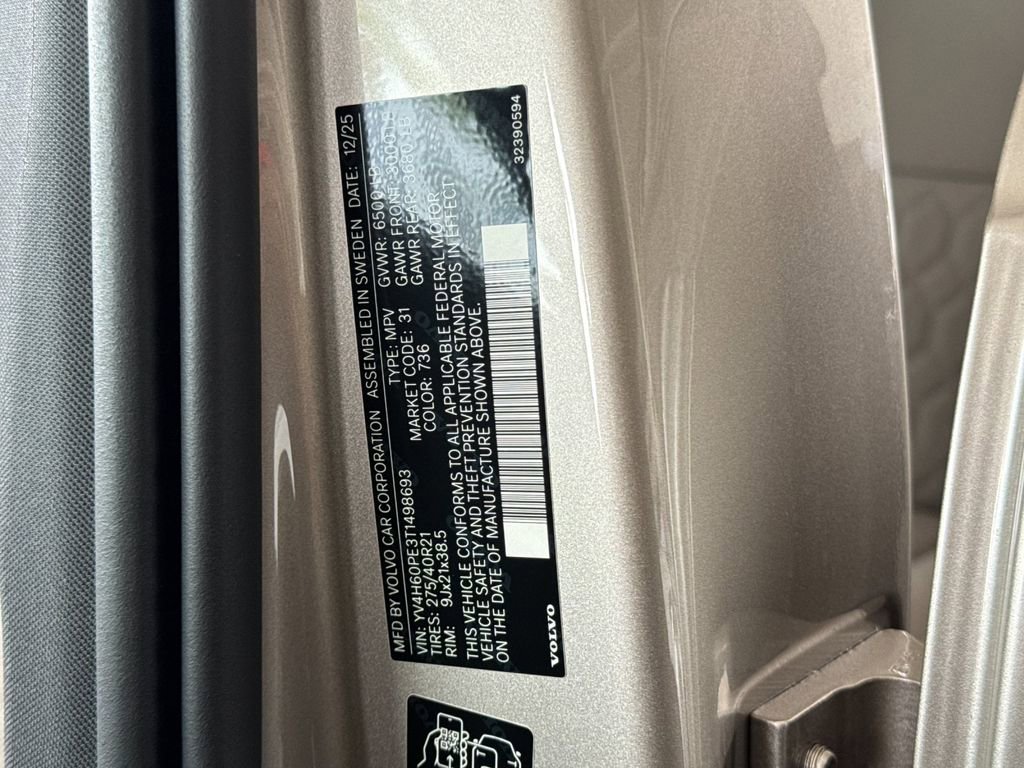 MFD BY VOLVO CAR CORPORATION ASSEMBLED IN SWEDEN DATE: 12/25
VIN: YV4H60PE3T1498693 TYPE: MPV GVWR: 6500 LB
TIRES: 275/40R21 MARKET CODE: 31 GAWR FRONT: 3000 LB
RIM: 9Jx21x38.5 COLOR: 736 GAWR REAR: 3680 LB
THIS VEHICLE CONFORMS TO ALL APPLICABLE FEDERAL MOTOR
VEHICLE SAFETY AND THEFT PREVENTION STANDARDS IN EFFECT
ON THE DATE OF MANUFACTURE SHOWN ABOVE.
VOLVO 32390594